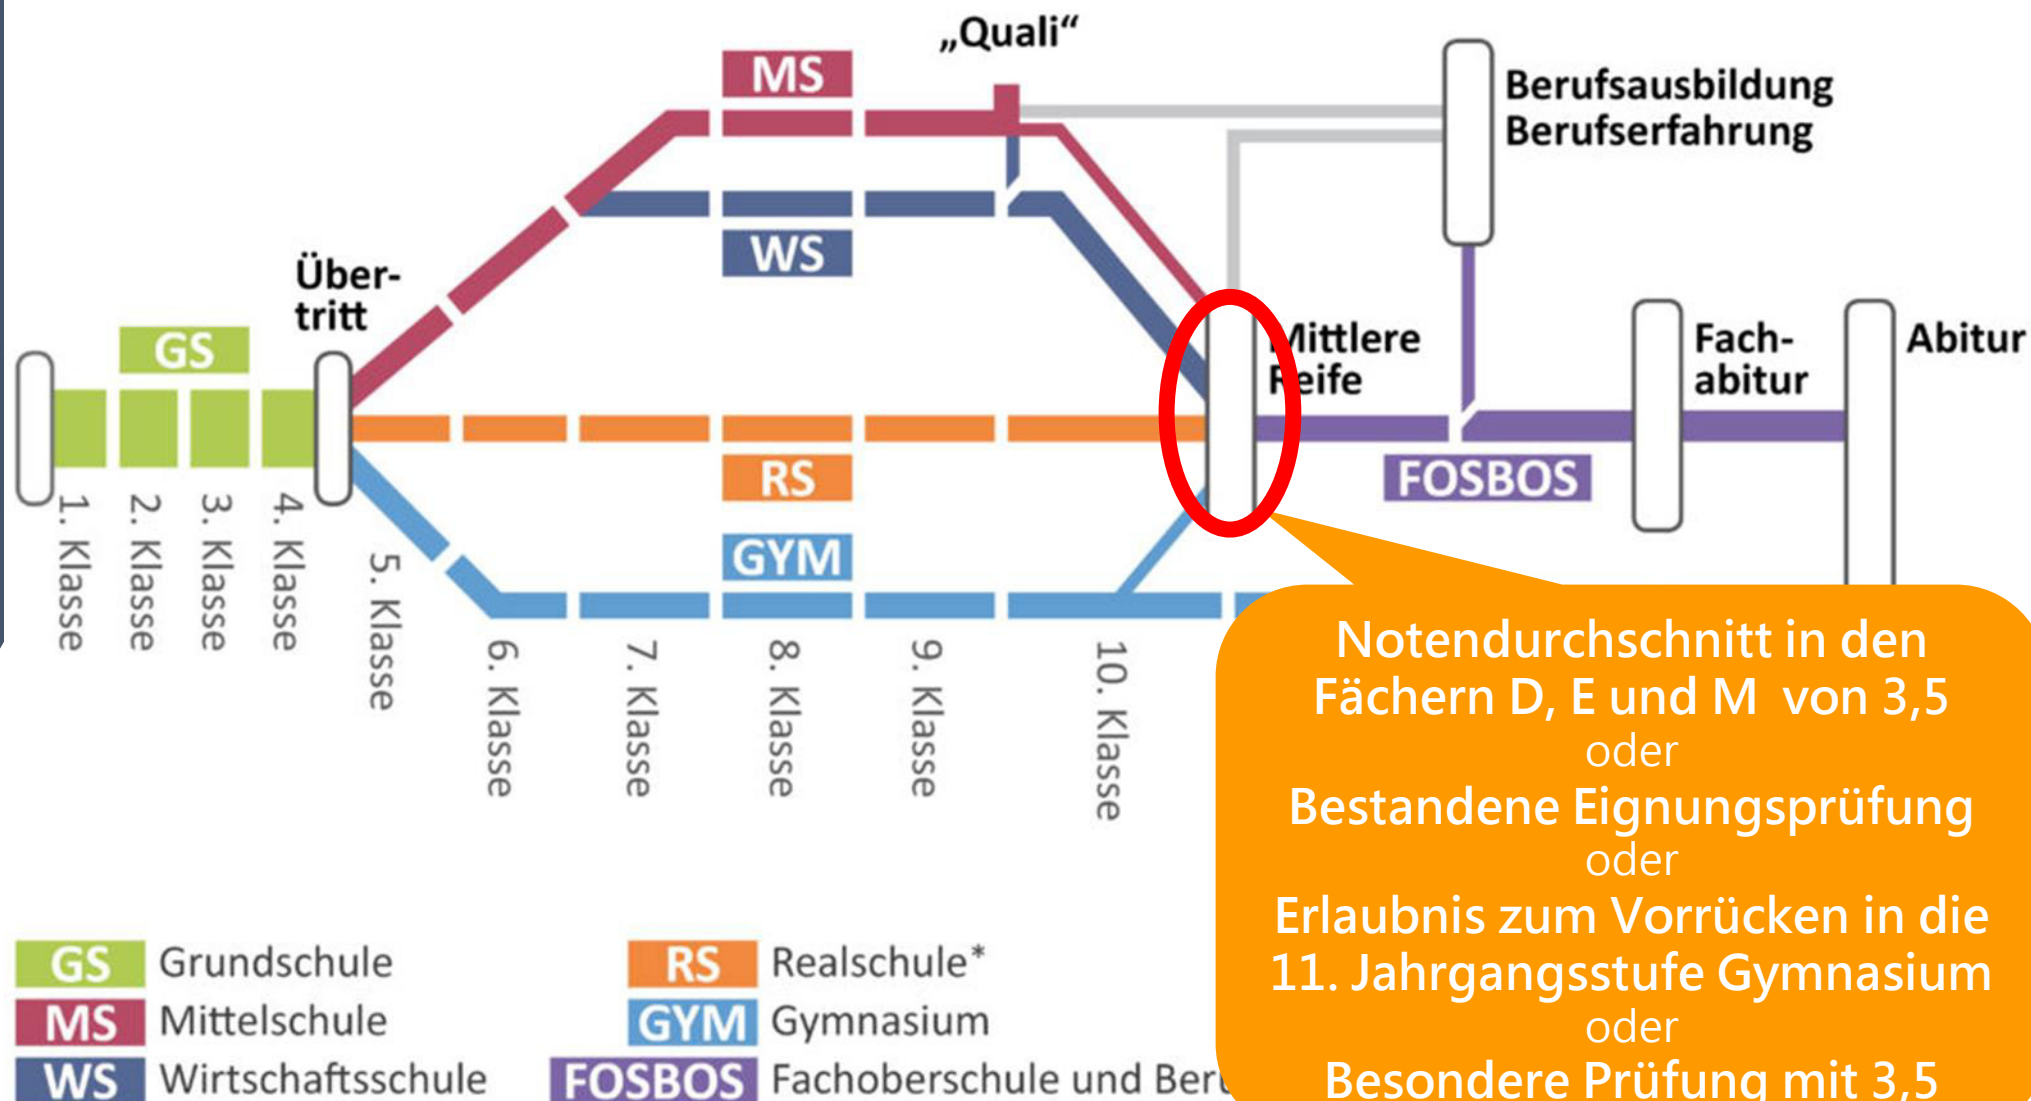 „Quali“
MS
Berufsausbildung
Berufserfahrung
WS
Über-
tritt
GS
Mittlere
Reife
Fach-
abitur
Abitur
RS
FOSBOS
GYM
1. Klasse
2. Klasse
3. Klasse
4. Klasse
5. Klasse
6. Klasse
7. Klasse
8. Klasse
9. Klasse
10. Klasse
Notendurchschnitt in den
Fächern D, E und M von 3,5
oder
Bestandene Eignungsprüfung
oder
Erlaubnis zum Vorrücken in die
11. Jahrgangsstufe Gymnasium
oder
Besondere Prüfung mit 3,5
GS Grundschule
MS Mittelschule
WS Wirtschaftsschule
RS Realschule*
GYM Gymnasium
FOSBOS Fachoberschule und